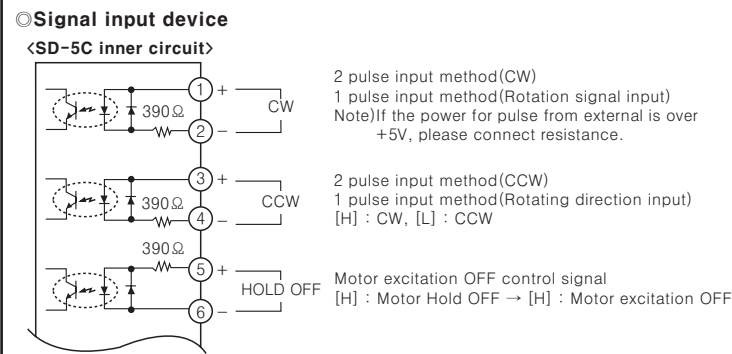 ◎Signal input device
<SD-5C inner circuit>
1 +
390Ω
CW
2 −
2 pulse input method(CW)
1 pulse input method(Rotation signal input)
Note)If the power for pulse from external is over
+5V, please connect resistance.
3 +
390Ω
CCW
4 −
2 pulse input method(CCW)
1 pulse input method(Rotating direction input)
[H] : CW, [L] : CCW
390Ω
5 +
HOLD OFF
6 −
Motor excitation OFF control signal
[H] : Motor Hold OFF → [H] : Motor excitation OFF